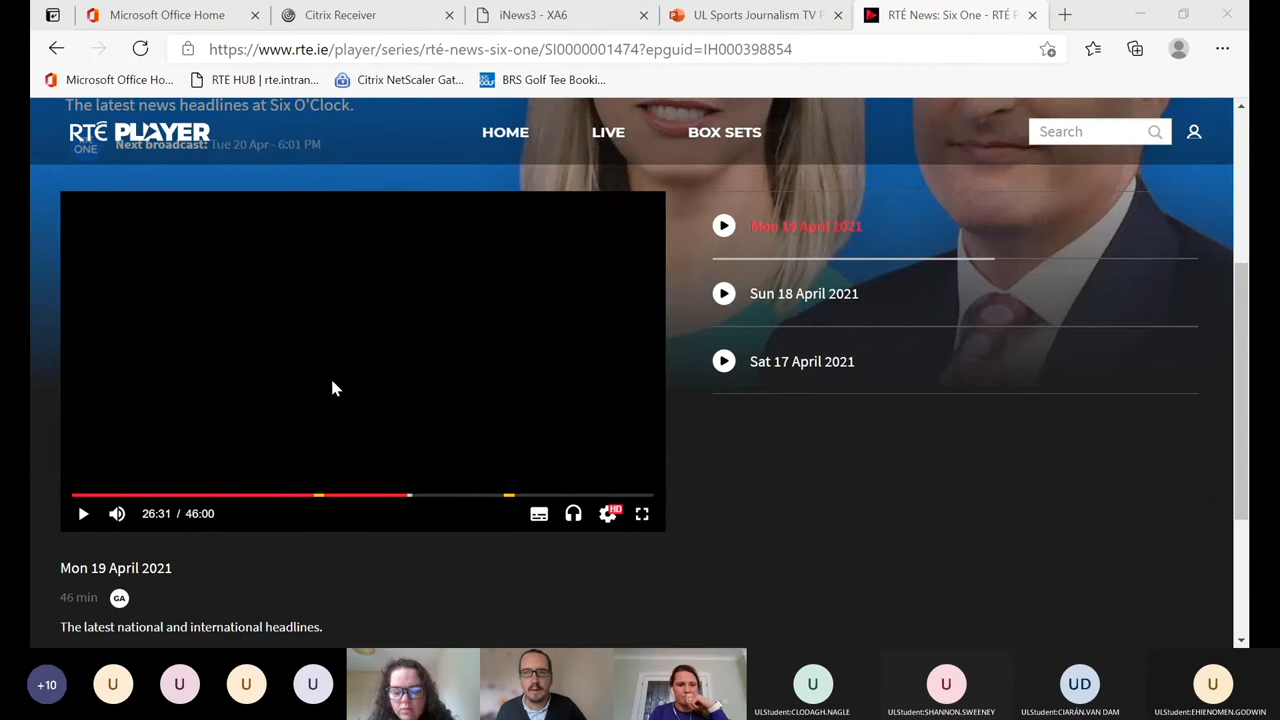 Microsoft Office Home
Citrix Receiver
iNews3 - XA6
UL Sports Journalism TV P
RTÉ News: Six One - RTÉ P
https://www.rte.ie/player/series/rté-news-six-one/SI0000001474?epguid=IH000398854
Microsoft Office Ho...
RTE HUB | rte.intran...
Citrix NetScaler Gat...
BRS Golf Tee Booki...
The latest news headlines at Six O'Clock.
RTÉ PLAYER
HOME
LIVE
BOX SETS
Search
ONE
Next broadcast: Tue 20 Apr - 6:01 PM
Mon 19 April 2021
Sun 18 April 2021
Sat 17 April 2021
26:31 / 46:00
HD
Mon 19 April 2021
46 min
GA
The latest national and international headlines.
+10
U
U
U
U
U
U
UD
U
ULStudent:CLODAGH.NAGLE
ULStudent:SHANNON.SWEENEY
ULStudent:CIARÁN.VAN DAM
ULStudent:EHIENOMEN.GODWIN